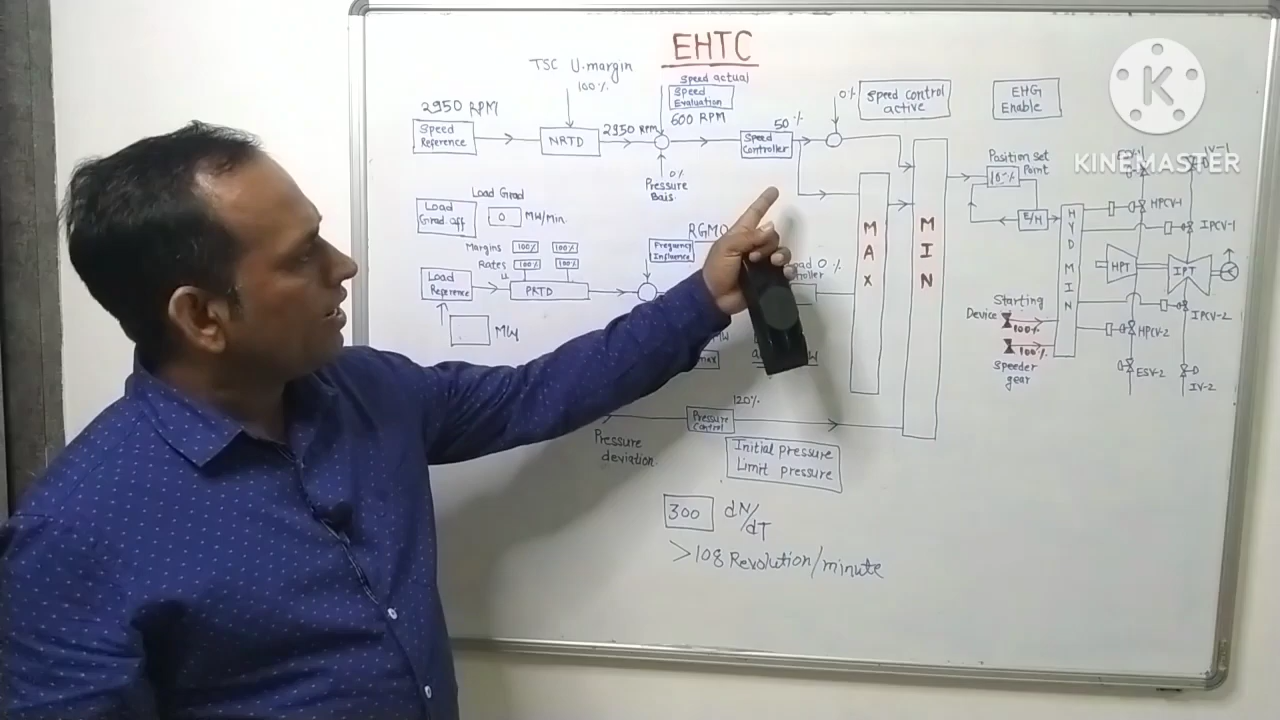 EHTC
TSC U.margin
100%
Speed actual
Speed Evaluation
2950 RPM
Speed Reference
NRTD
2950 RPM
600 RPM
Speed Controller
50 %
0%
Speed control active
EHG Enable
Pressure Bais
0%
Load Grad
Load Grad. off
0
MW/Min
Margins 100% 100%
Rates 100% 100%
Load Reference
PRTD
MW
RGMO
Frequency Influence
0 %
MAX
MIN
Position Set Point
E/H
HYD MIN
Starting Device
100%
100%
Speeder gear
IV-1
HPCV-1
IPCV-1
HPT
IPT
IPCV-2
HPCV-2
ESV-2
IV-2
Pressure deviation
Pressure Control
120%
Initial pressure
Limit pressure
300 dN/dT
>108 Revolution/minute
K
KINEMASTER